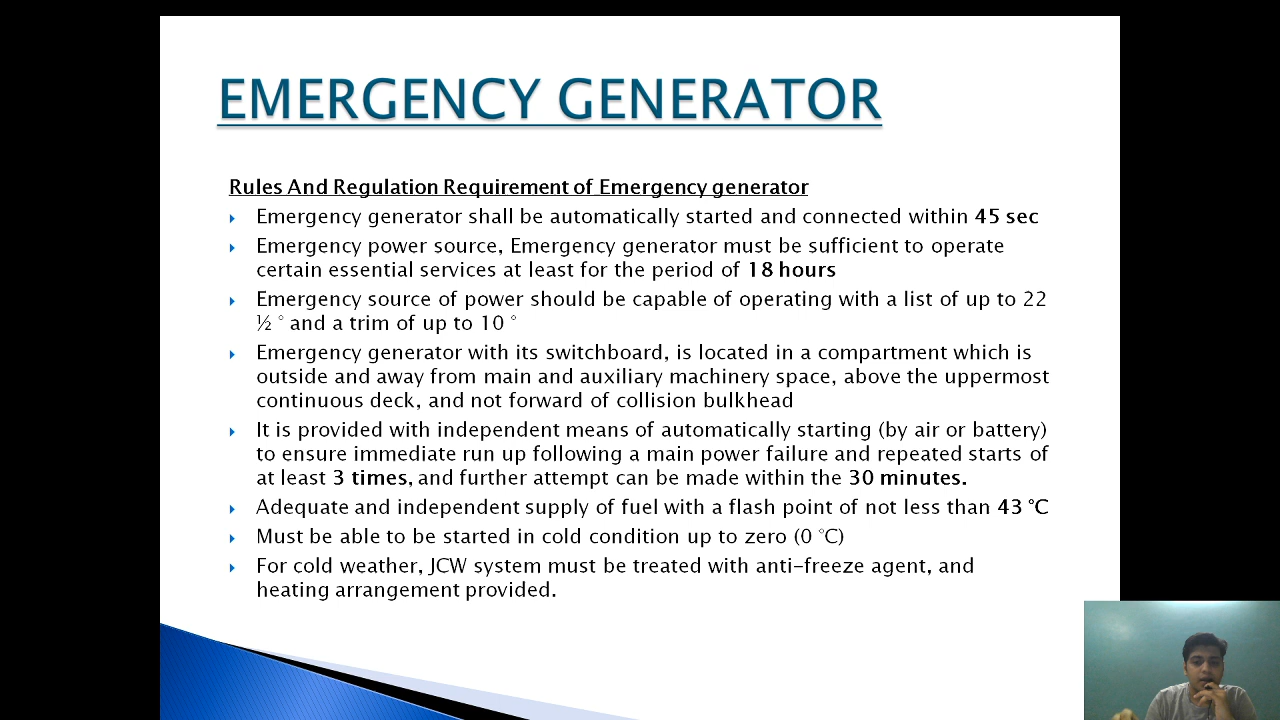 EMERGENCY GENERATOR
Rules And Regulation Requirement of Emergency generator
Emergency generator shall be automatically started and connected within 45 sec
Emergency power source, Emergency generator must be sufficient to operate
certain essential services at least for the period of 18 hours
Emergency source of power should be capable of operating with a list of up to 22
½ ° and a trim of up to 10 °
Emergency generator with its switchboard, is located in a compartment which is
outside and away from main and auxiliary machinery space, above the uppermost
continuous deck, and not forward of collision bulkhead
It is provided with independent means of automatically starting (by air or battery)
to ensure immediate run up following a main power failure and repeated starts of
at least 3 times, and further attempt can be made within the 30 minutes.
Adequate and independent supply of fuel with a flash point of not less than 43 °C
Must be able to be started in cold condition up to zero (0 °C)
For cold weather, JCW system must be treated with anti-freeze agent, and
heating arrangement provided.